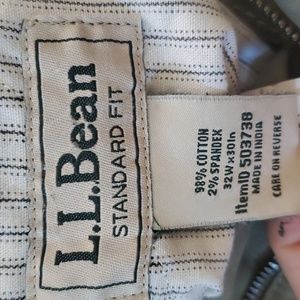 L.L.Bean
STANDARD FIT
98% COTTON
2% SPANDEX
32W x 30In
ItemID 503738
MADE IN INDIA
CARE ON REVERSE